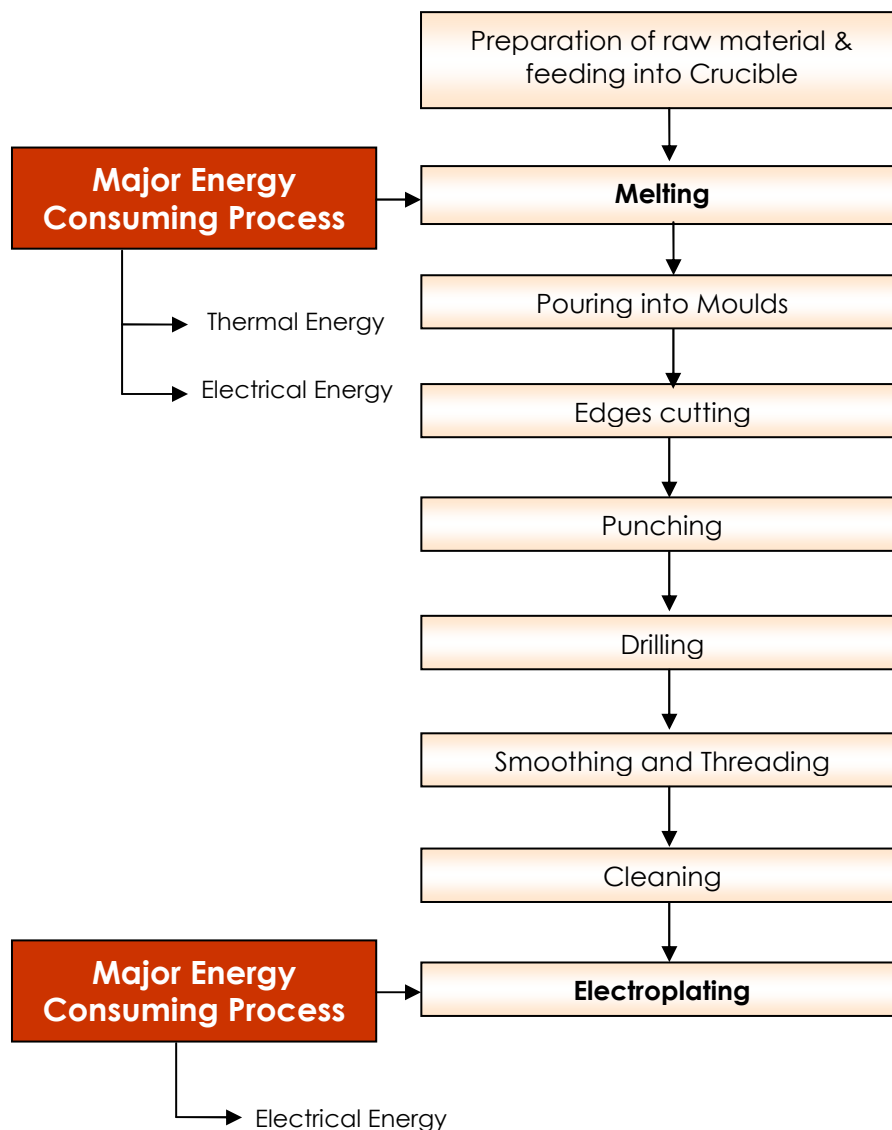 Preparation of raw material &
feeding into Crucible
Major Energy
Consuming Process
Melting
Thermal Energy
Electrical Energy
Pouring into Moulds
Edges cutting
Punching
Drilling
Smoothing and Threading
Cleaning
Major Energy
Consuming Process
Electroplating
Electrical Energy